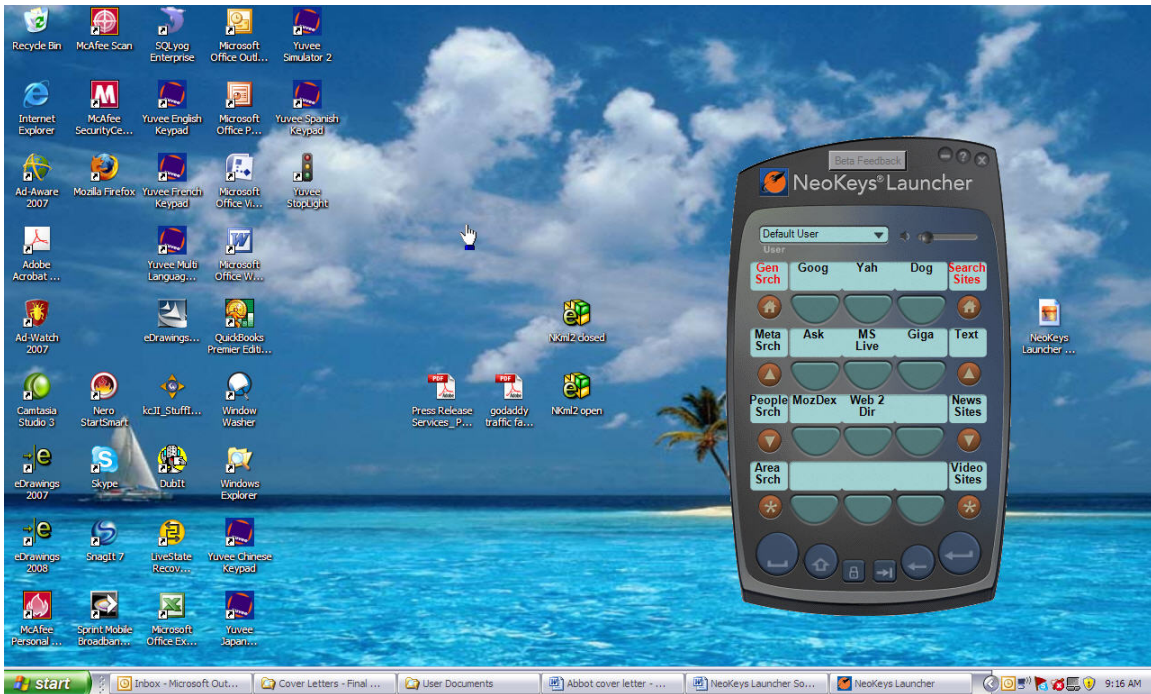 Recycle Bin
McAfee Scan
SQLyog
Enterprise
Microsoft
Office Outl...
Yuvee
Simulator 2
Internet
Explorer
McAfee
SecurityCe...
Yuvee English
Keypad
Microsoft
Office P...
Yuvee Spanish
Keypad
Ad-Aware
2007
Mozilla Firefox
Yuvee French
Keypad
Microsoft
Office Vi...
Yuvee
StopLight
Adobe
Acrobat ...
Yuvee Multi
Languag...
Microsoft
Office W...
Ad-Watch
2007
eDrawings...
QuickBooks
Premier Editi...
Camtasia
Studio 3
Nero
StartSmart
kcJI_StuffI...
Window
Washer
eDrawings
2007
Skype
DubIt
Windows
Explorer
eDrawings
2008
SnagIt 7
LiveState
Recov...
Yuvee Chinese
Keypad
McAfee
Personal ...
Sprint Mobile
Broadban...
Microsoft
Office Ex...
Yuvee
Japan...
NKml2 closed
PDF
Press Release
Services_P...
PDF
godaddy
traffic fa...
NKml2 open
NeoKeys
Launcher ...
Beta Feedback
NeoKeys® Launcher
Default User
User
Gen
Srch
Goog
Yah
Dog
Search
Sites
Meta
Srch
Ask
MS
Live
Giga
Text
People
Srch
MozDex
Web 2
Dir
News
Sites
Area
Srch
Video
Sites
start
Inbox - Microsoft Out...
Cover Letters - Final ...
User Documents
Abbot cover letter - ...
NeoKeys Launcher So...
NeoKeys Launcher
9:16 AM